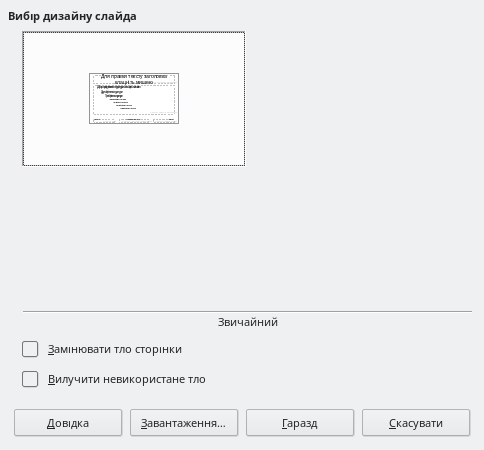 Вибір дизайну слайда
Для правки тексту заголовка
клацніть мишею
Звичайний
Замінювати тло сторінки
Вилучити невикористане тло
Довідка
Завантаження...
Гаразд
Скасувати